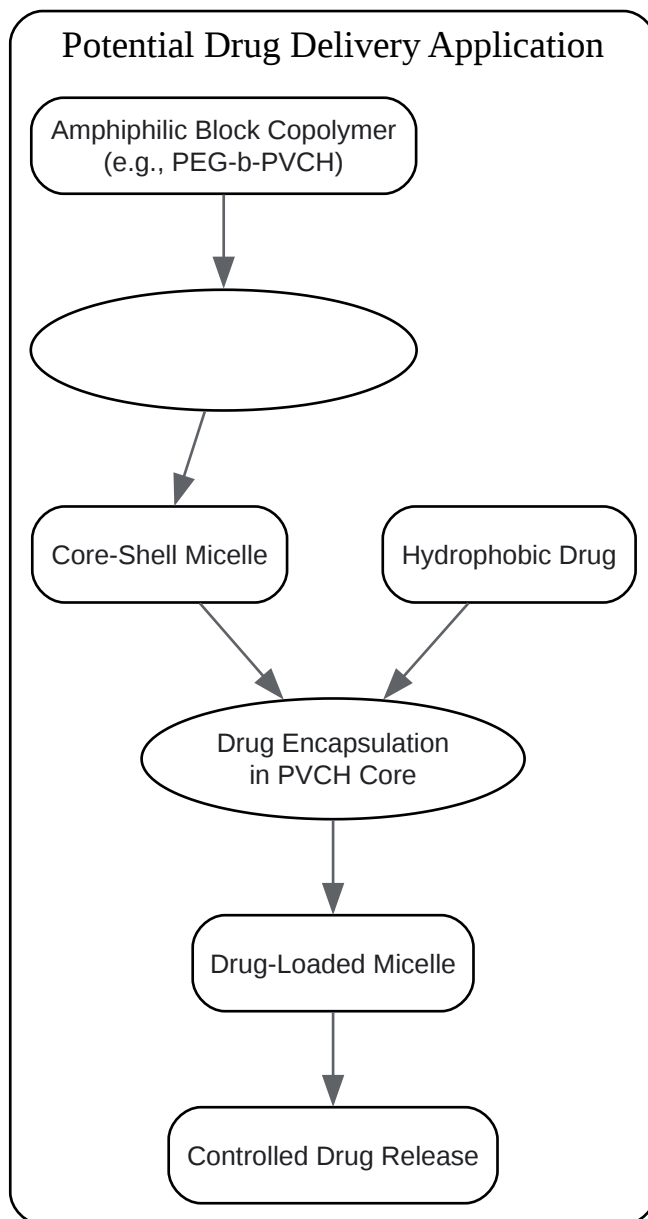 Potential Drug Delivery Application
Amphiphilic Block Copolymer
(e.g., PEG-b-PVCH)
Core-Shell Micelle
Hydrophobic Drug
Drug Encapsulation
in PVCH Core
Drug-Loaded Micelle
Controlled Drug Release